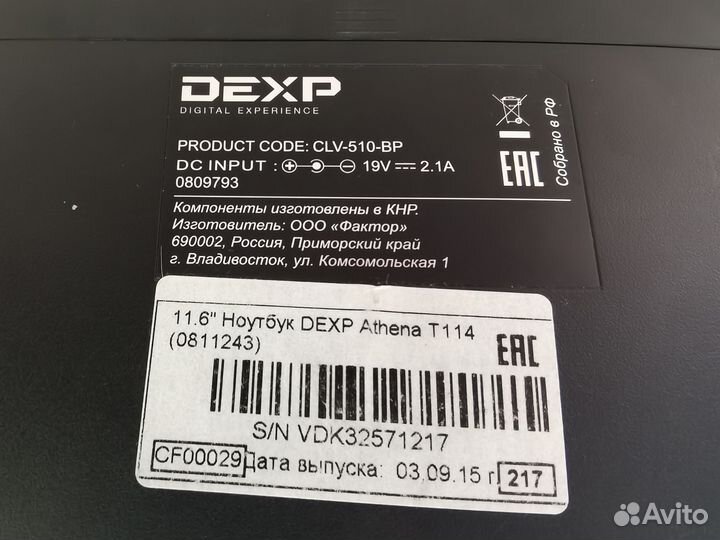 DEXP
DIGITAL EXPERIENCE
PRODUCT CODE: CLV-510-BP
DC INPUT : 19V 2.1A
0809793
EAC
Собрано в РФ
Компоненты изготовлены в КНР.
Изготовитель: ООО «Фактор»
690002, Россия, Приморский край
г. Владивосток, ул. Комсомольская 1
11.6" Ноутбук DEXP Athena T114
(0811243)
EAC
S/N VDK32571217
CF00029 Дата выпуска: 03.09.15 г. 217
Avito